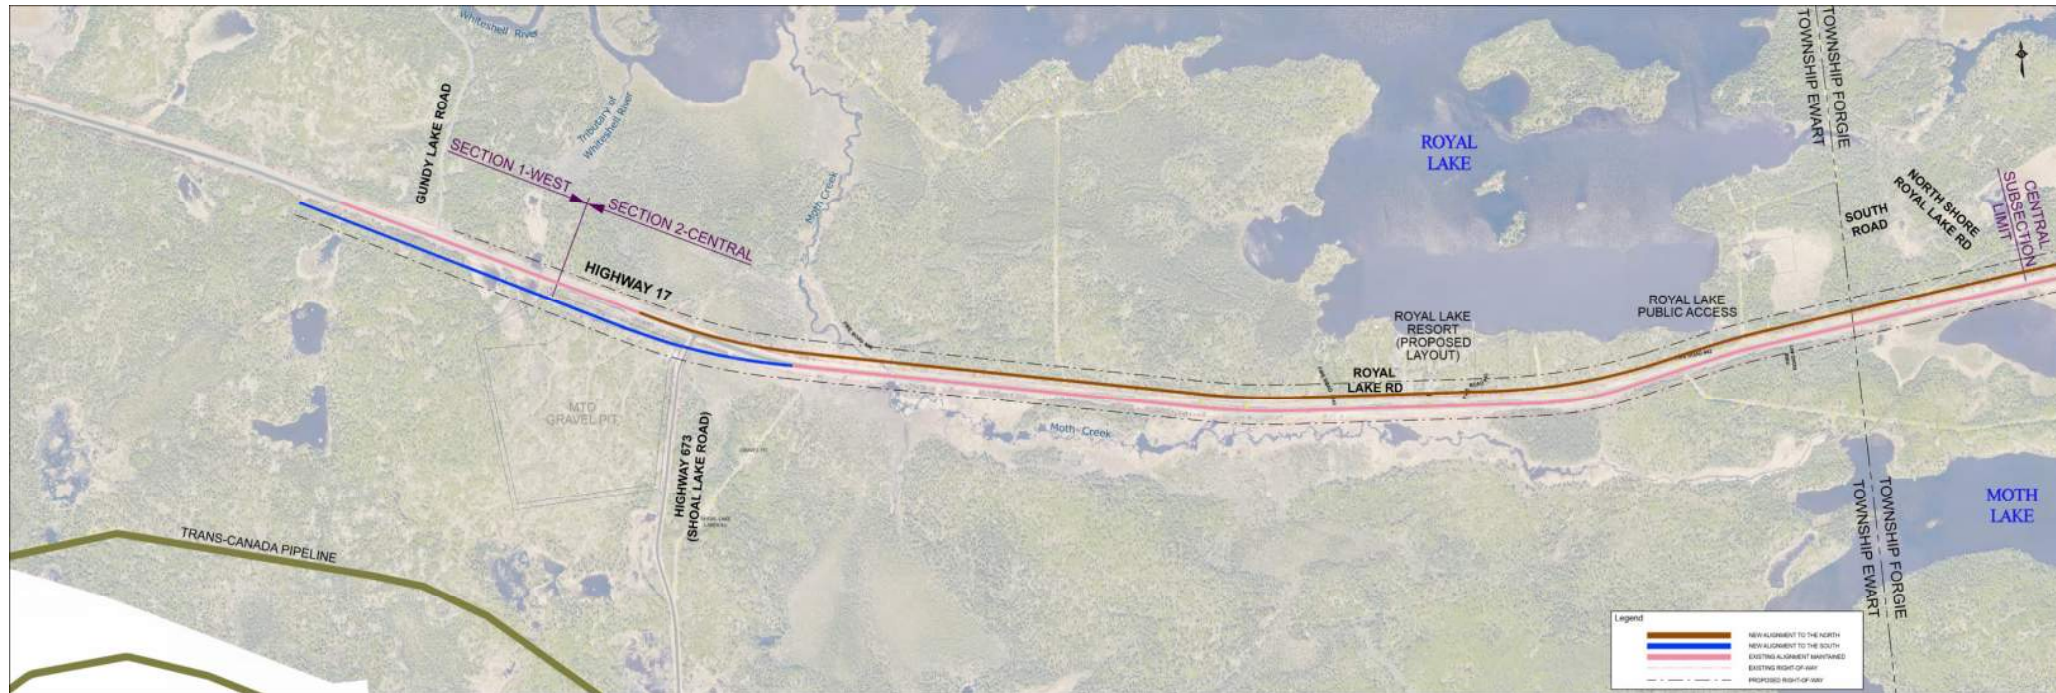 Whiteshell River
TOWNSHIP FORGIE
TOWNSHIP EWART
GUNDY LAKE ROAD
Tributary of
Whiteshell River
SECTION 1-WEST
SECTION 2-CENTRAL
Moth Creek
ROYAL
LAKE
NORTH SHORE
ROYAL LAKE RD
SOUTH
ROAD
CENTRAL
SUBSECTION
LIMIT
HIGHWAY 17
ROYAL LAKE
PUBLIC ACCESS
ROYAL LAKE
RESORT
(PROPOSED
LAYOUT)
ROYAL
LAKE RD
MTO
GRAVEL PIT
Moth Creek
HIGHWAY 673
(SHOAL LAKE ROAD)
MOTH
LAKE
TOWNSHIP FORGIE
TOWNSHIP EWART
TRANS-CANADA PIPELINE
Legend
NEW ALIGNMENT TO THE NORTH
NEW ALIGNMENT TO THE SOUTH
EXISTING ALIGNMENT MAINTAINED
EXISTING RIGHT-OF-WAY
PROPOSED RIGHT-OF-WAY